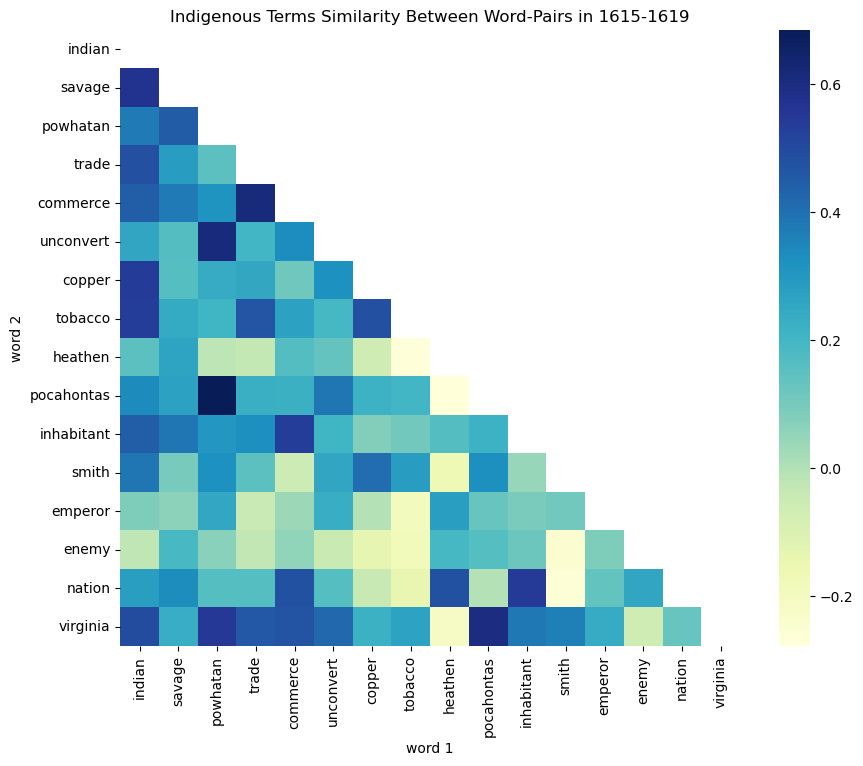 Indigenous Terms Similarity Between Word-Pairs in 1615-1619
indian
savage
powhatan
trade
commerce
unconvert
copper
tobacco
heathen
pocahontas
inhabitant
smith
emperor
enemy
nation
virginia
word 2
indian
savage
powhatan
trade
commerce
unconvert
copper
tobacco
heathen
pocahontas
inhabitant
smith
emperor
enemy
nation
virginia
word 1
0.6
0.4
0.2
0.0
−0.2